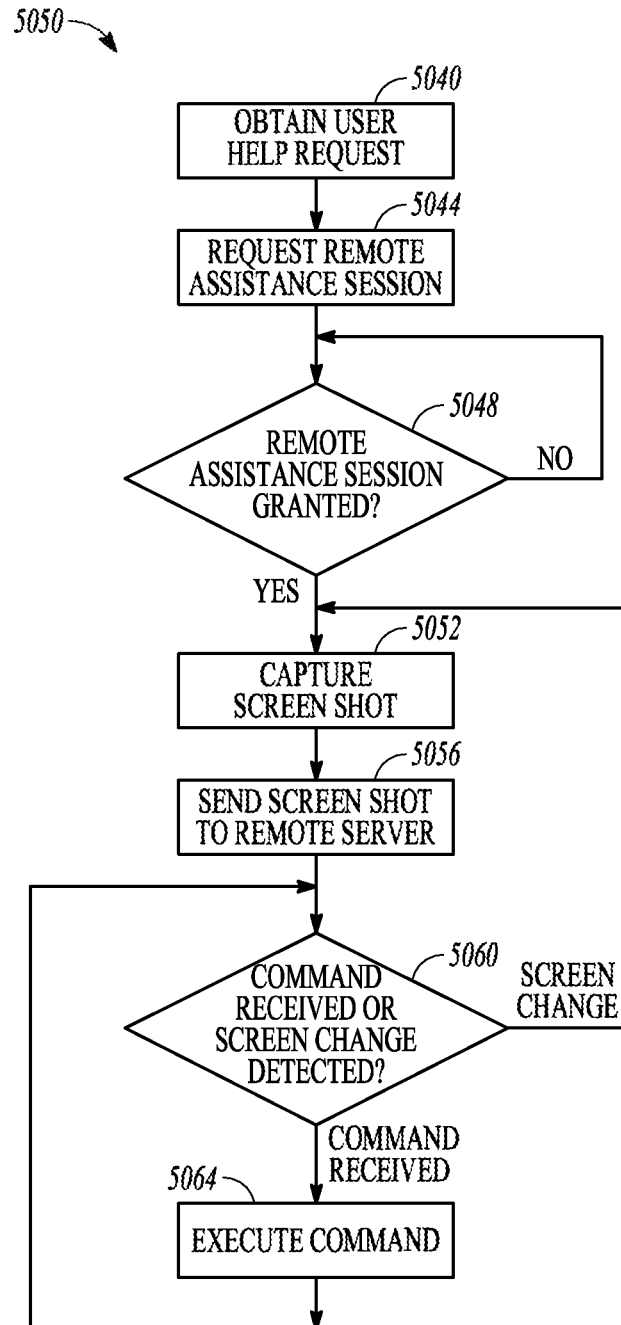 5050
5040
OBTAIN USER
HELP REQUEST
5044
REQUEST REMOTE
ASSISTANCE SESSION
5048
REMOTE
ASSISTANCE SESSION
GRANTED?
NO
YES
5052
CAPTURE
SCREEN SHOT
5056
SEND SCREEN SHOT
TO REMOTE SERVER
5060
COMMAND
RECEIVED OR
SCREEN CHANGE
DETECTED?
SCREEN
CHANGE
COMMAND
RECEIVED
5064
EXECUTE COMMAND